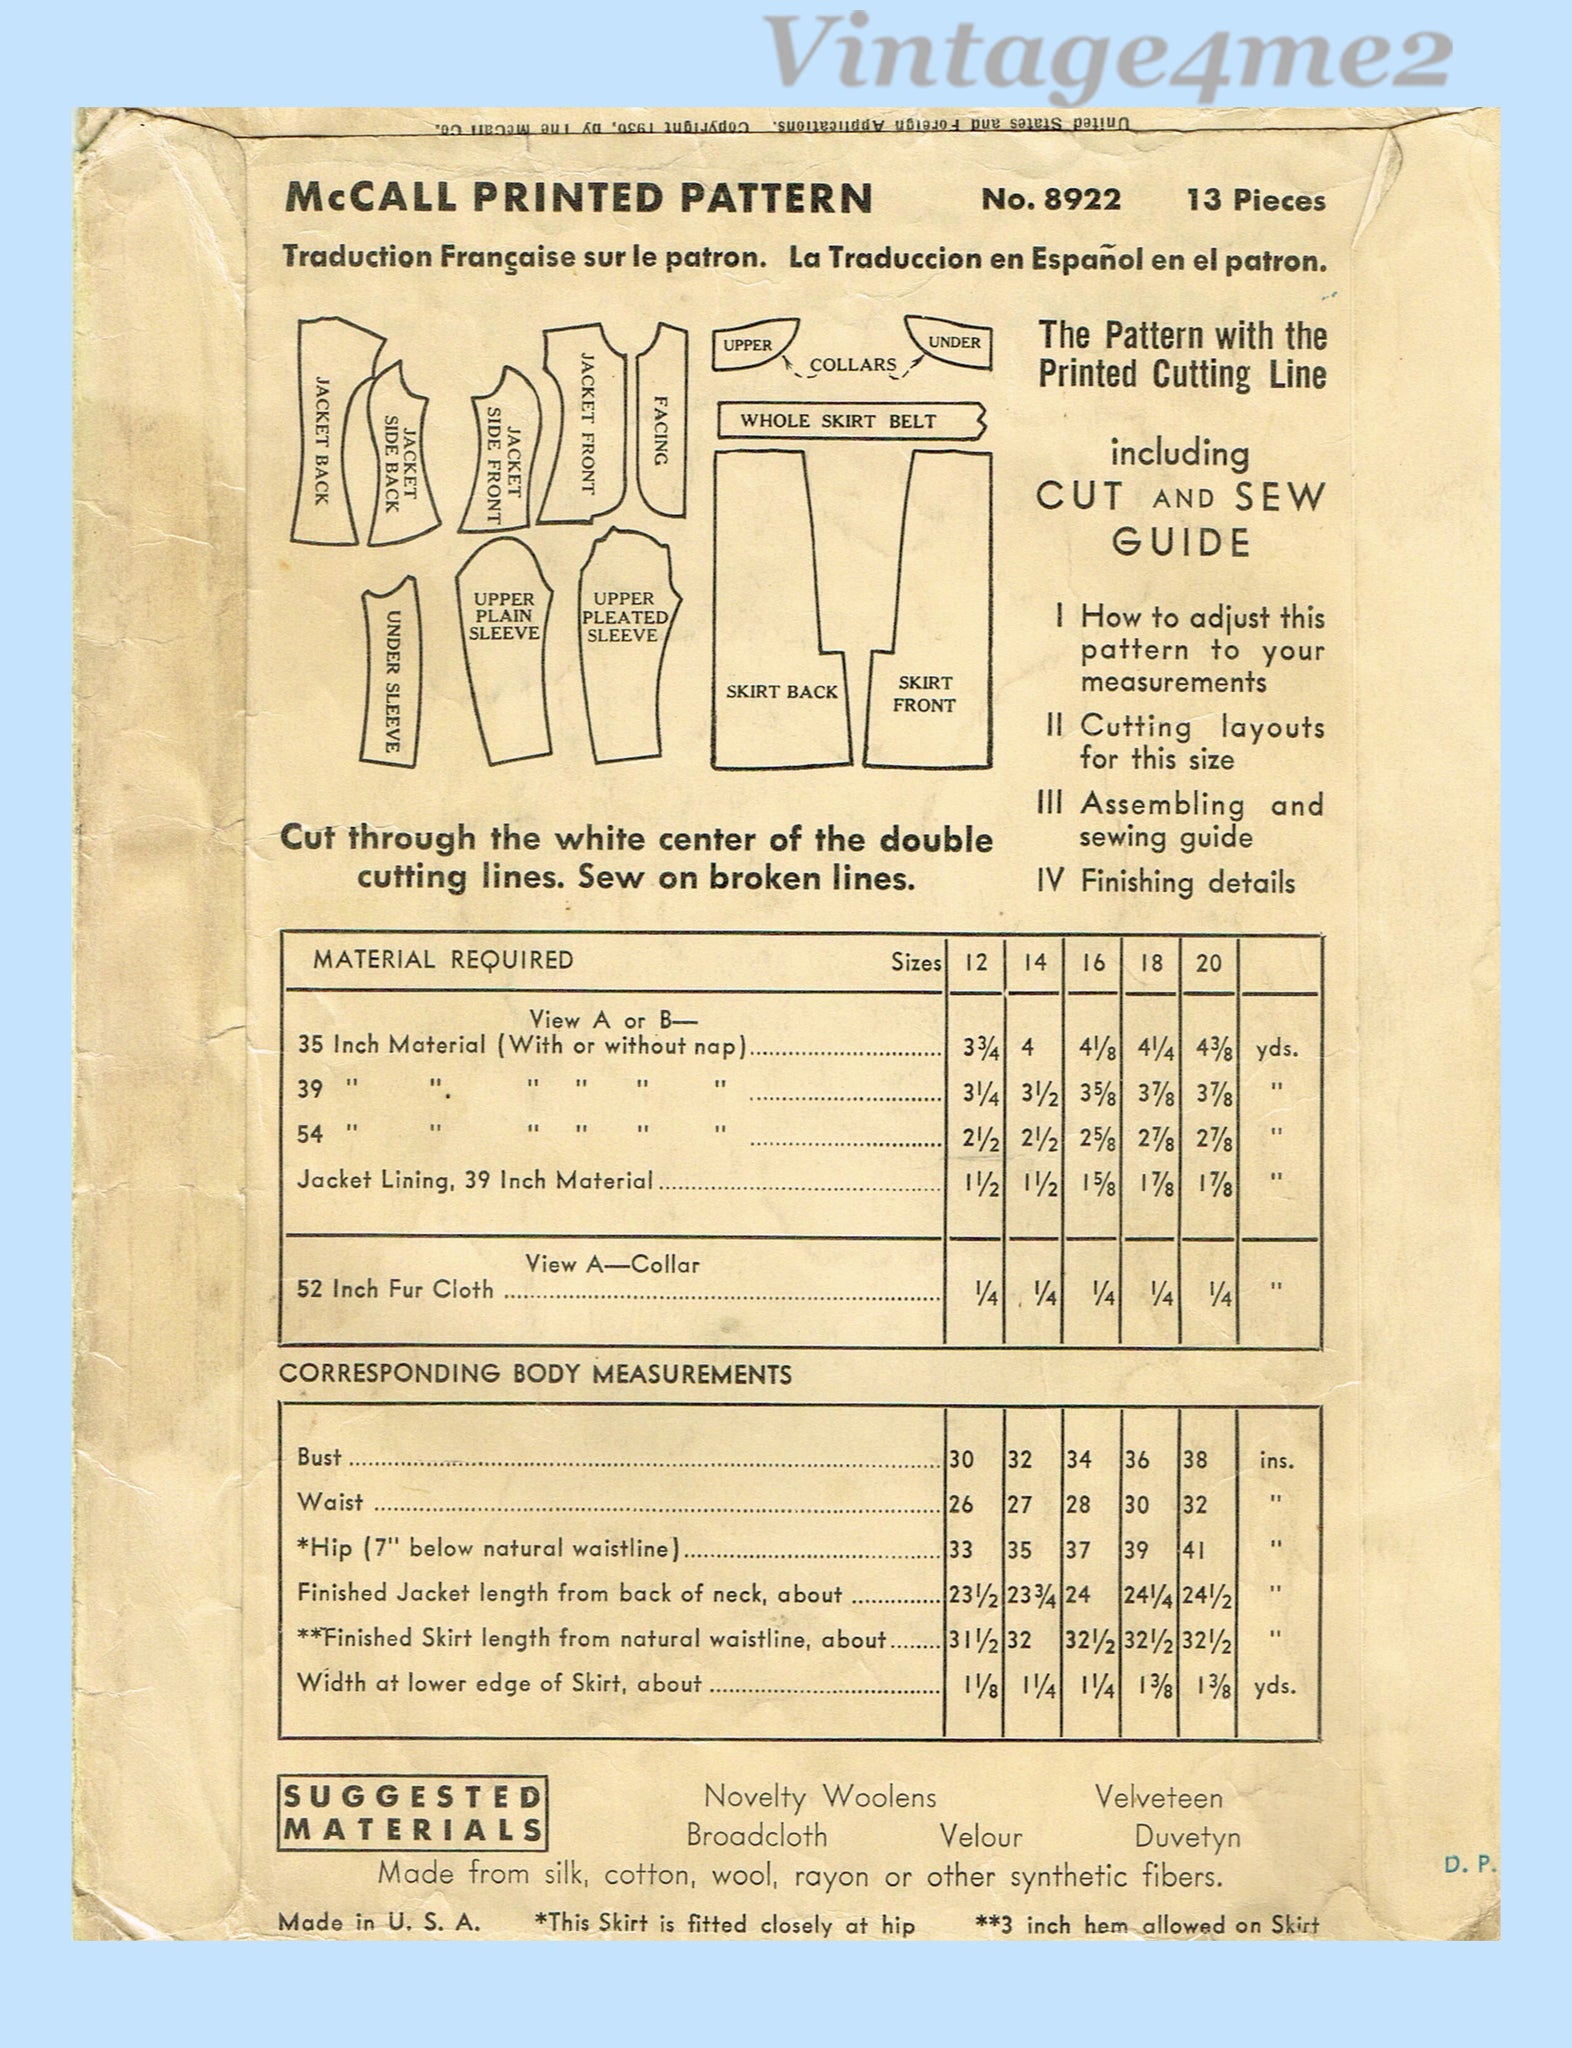 Vintage4me2
United States and Foreign Applications. Copyright 1936, by The McCall Co.
McCALL PRINTED PATTERN No. 8922 13 Pieces
Traduction Française sur le patron. La Traduccion en Español en el patron.
JACKET BACK
JACKET SIDE BACK
JACKET SIDE FRONT
JACKET FRONT
FACING
UPPER
COLLARS
UNDER
WHOLE SKIRT BELT
UNDER SLEEVE
UPPER
PLAIN
SLEEVE
UPPER
PLEATED
SLEEVE
SKIRT BACK
SKIRT
FRONT
The Pattern with the
Printed Cutting Line
including
CUT AND SEW
GUIDE
I How to adjust this
pattern to your
measurements
II Cutting layouts
for this size
III Assembling and
sewing guide
IV Finishing details
Cut through the white center of the double
cutting lines. Sew on broken lines.
MATERIAL REQUIRED Sizes 12 14 16 18 20
View A or B—
35 Inch Material (With or without nap) 3¾ 4 4⅛ 4¼ 4⅜ yds.
39 " " " " " " 3¼ 3½ 3⅝ 3⅞ 3⅞ "
54 " " " " " " 2½ 2½ 2⅝ 2⅞ 2⅞ "
Jacket Lining, 39 Inch Material 1½ 1½ 1⅝ 1⅞ 1⅞ "
View A—Collar
52 Inch Fur Cloth ¼ ¼ ¼ ¼ ¼ "
CORRESPONDING BODY MEASUREMENTS
Bust 30 32 34 36 38 ins.
Waist 26 27 28 30 32 "
*Hip (7" below natural waistline) 33 35 37 39 41 "
Finished Jacket length from back of neck, about 23½ 23¾ 24 24¼ 24½ "
**Finished Skirt length from natural waistline, about 31½ 32 32½ 32½ 32½ "
Width at lower edge of Skirt, about 1⅛ 1¼ 1¼ 1⅜ 1⅜ yds.
SUGGESTED
MATERIALS
Novelty Woolens Velveteen
Broadcloth Velour Duvetyn
Made from silk, cotton, wool, rayon or other synthetic fibers.
D. P.
Made in U. S. A. *This Skirt is fitted closely at hip **3 inch hem allowed on Skirt